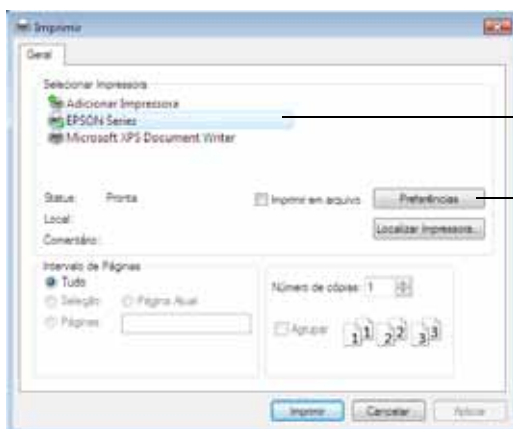 Imprimir
Geral
Selecionar Impressora
Adicionar Impressora
EPSON Series
Microsoft XPS Document Writer
Status: Pronta
Imprimir em arquivo
Preferências
Local:
Localizar Impressora...
Comentário:
Intervalo de Páginas
Tudo
Seleção
Página Atual
Páginas:
Número de cópias: 1
Agrupar
1 1 2 2 3 3
Imprimir
Cancelar
Aplicar